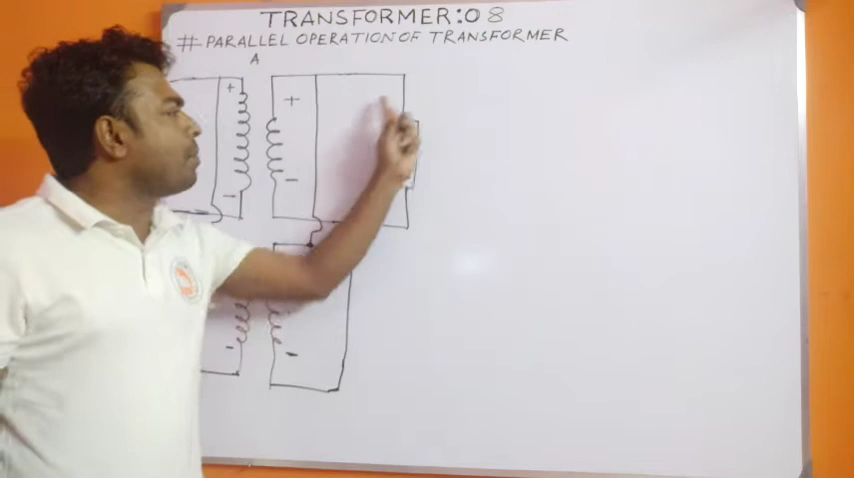 TRANSFORMER:08
# PARALLEL OPERATION OF TRANSFORMER
A
+ +
- -
- -